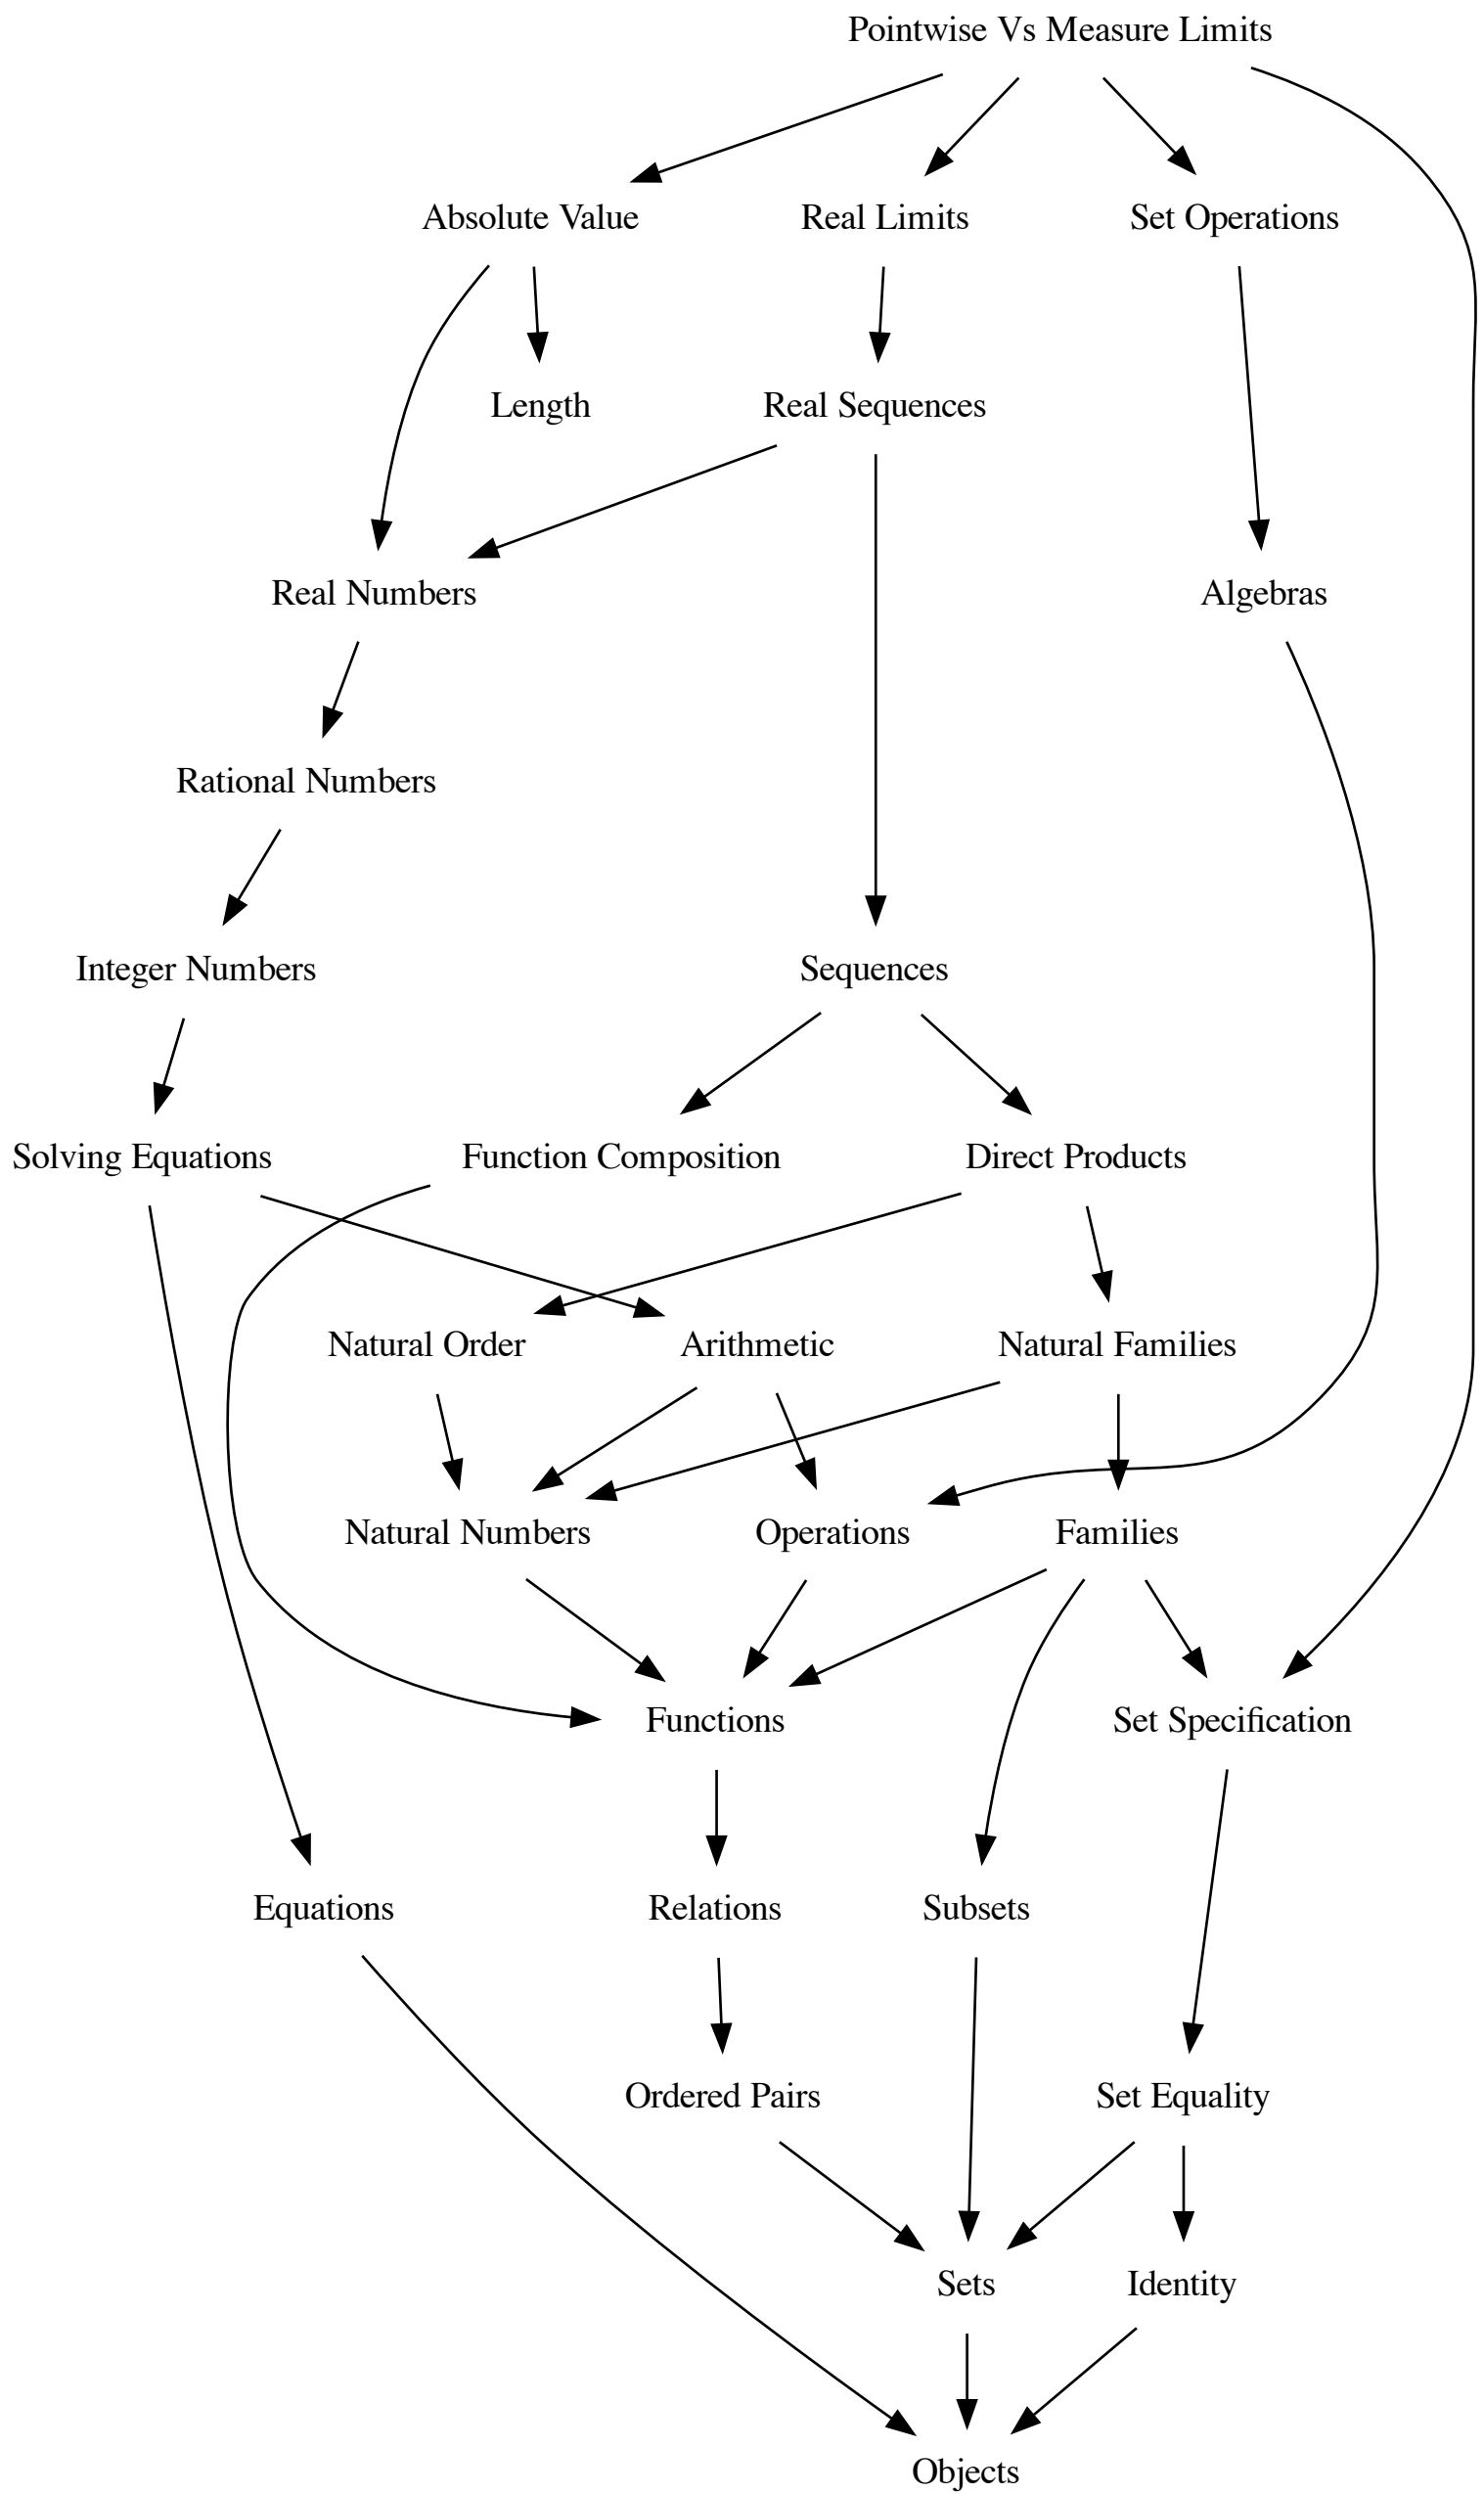 Pointwise Vs Measure Limits
Absolute Value
Real Limits
Set Operations
Length
Real Sequences
Real Numbers
Algebras
Rational Numbers
Integer Numbers
Sequences
Solving Equations
Function Composition
Direct Products
Natural Order
Arithmetic
Natural Families
Natural Numbers
Operations
Families
Functions
Set Specification
Equations
Relations
Subsets
Ordered Pairs
Set Equality
Sets
Identity
Objects